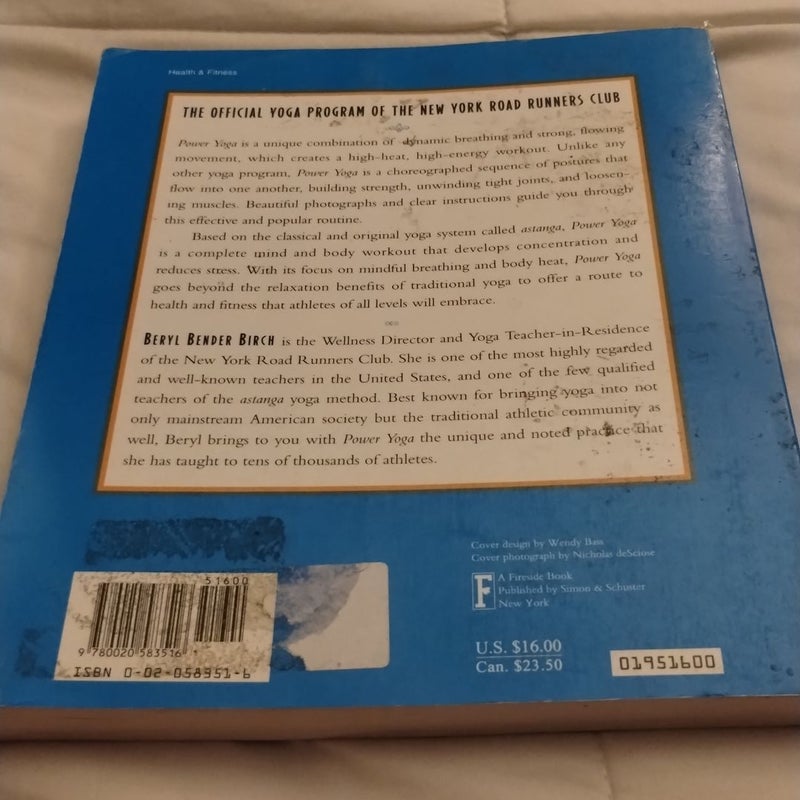 Health & Fitness
THE OFFICIAL YOGA PROGRAM OF THE NEW YORK ROAD RUNNERS CLUB
Power Yoga is a unique combination of dynamic breathing and strong, flowing
movement, which creates a high-heat, high-energy workout. Unlike any
other yoga program, Power Yoga is a choreographed sequence of postures that
flow into one another, building strength, unwinding tight joints, and loosen-
ing muscles. Beautiful photographs and clear instructions guide you through
this effective and popular routine.
Based on the classical and original yoga system called astanga, Power Yoga
is a complete mind and body workout that develops concentration and
reduces stress. With its focus on mindful breathing and body heat, Power Yoga
goes beyond the relaxation benefits of traditional yoga to offer a route to
health and fitness that athletes of all levels will embrace.
BERYL BENDER BIRCH is the Wellness Director and Yoga Teacher-in-Residence
of the New York Road Runners Club. She is one of the most highly regarded
and well-known teachers in the United States, and one of the few qualified
teachers of the astanga yoga method. Best known for bringing yoga into not
only mainstream American society but the traditional athletic community as
well, Beryl brings to you with Power Yoga the unique and noted practice that
she has taught to tens of thousands of athletes.
Cover design by Wendy Bass
Cover photograph by Nicholas deSciose
F
A Fireside Book
Published by Simon & Schuster
New York
51600
9 780020 583516
ISBN 0-02-058351-6
U.S. $16.00
Can. $23.50
01951600